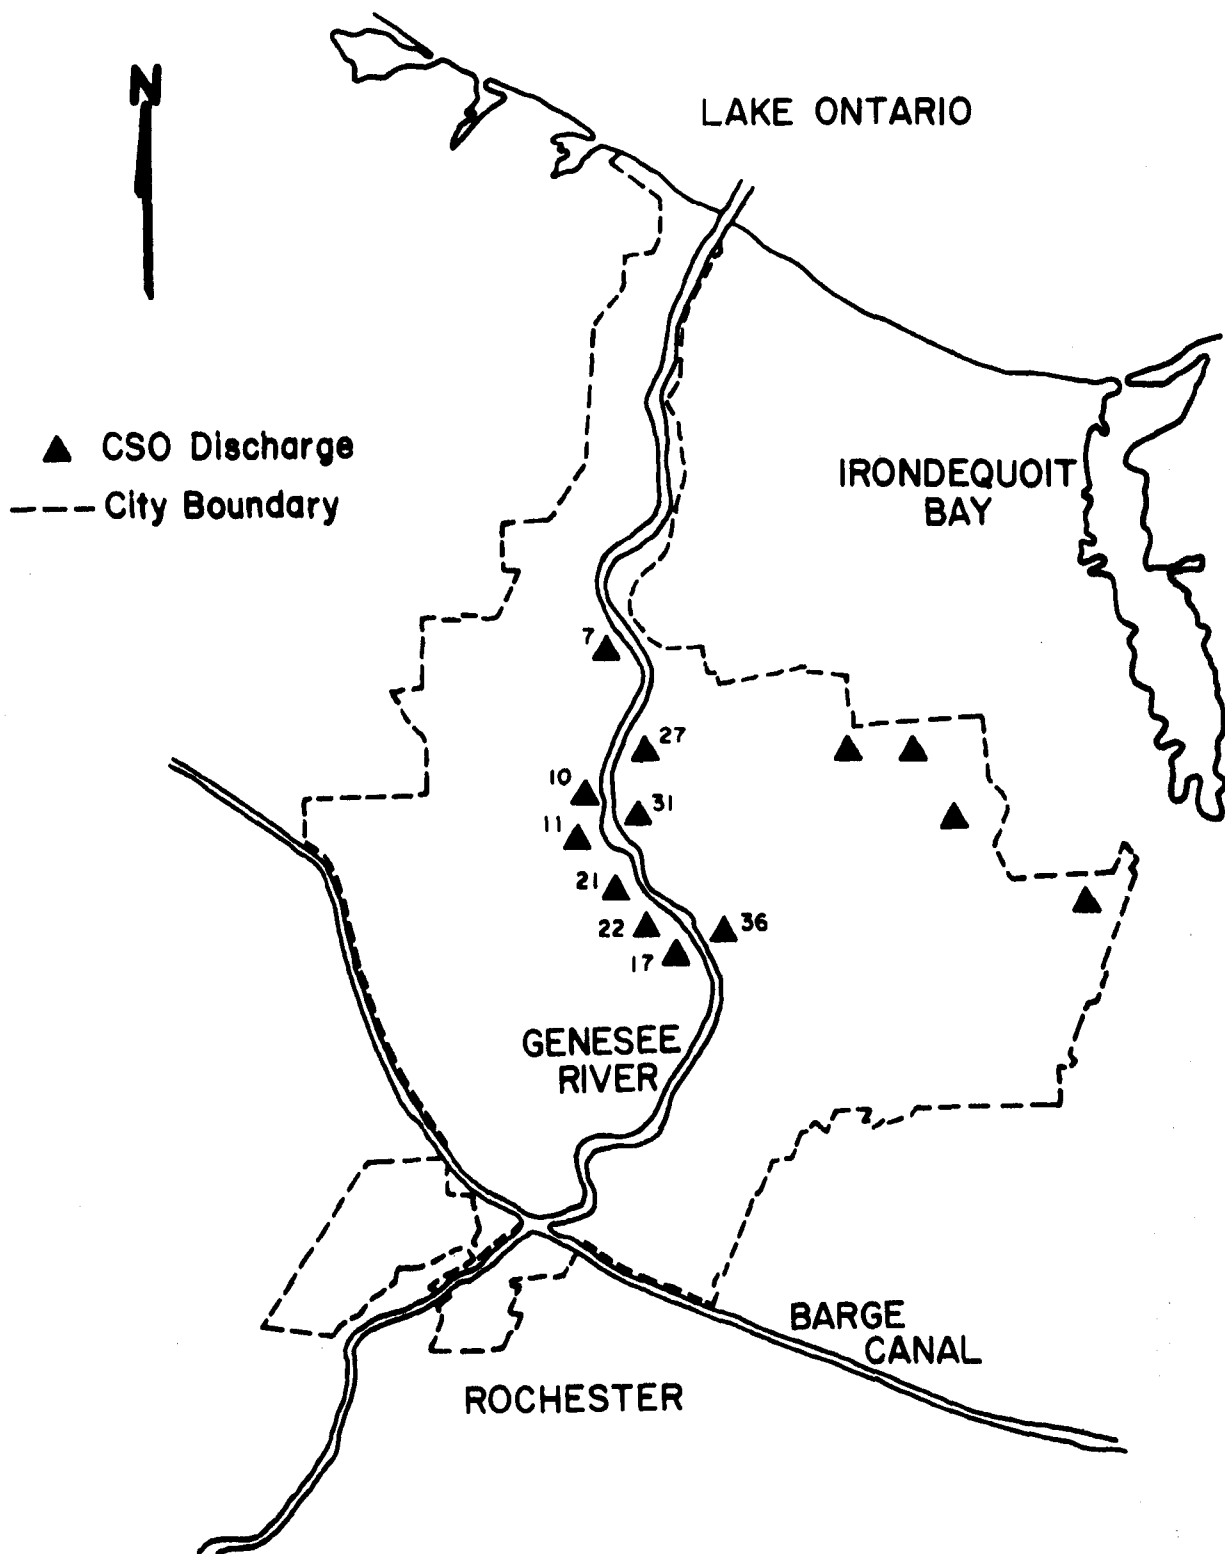 N
LAKE ONTARIO
CSO Discharge
City Boundary
IRONDEQUOIT
BAY
7
27
10
31
11
21
22
36
17
GENESEE
RIVER
BARGE
CANAL
ROCHESTER